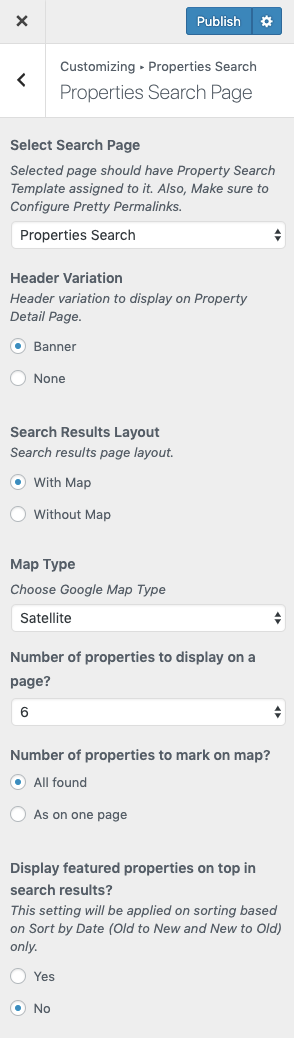 Publish
Customizing ▸ Properties Search
Properties Search Page
Select Search Page
Selected page should have Property Search
Template assigned to it. Also, Make sure to
Configure Pretty Permalinks.
Properties Search
Header Variation
Header variation to display on Property
Detail Page.
Banner
None
Search Results Layout
Search results page layout.
With Map
Without Map
Map Type
Choose Google Map Type
Satellite
Number of properties to display on a
page?
6
Number of properties to mark on map?
All found
As on one page
Display featured properties on top in
search results?
This setting will be applied on sorting based
on Sort by Date (Old to New and New to Old)
only.
Yes
No